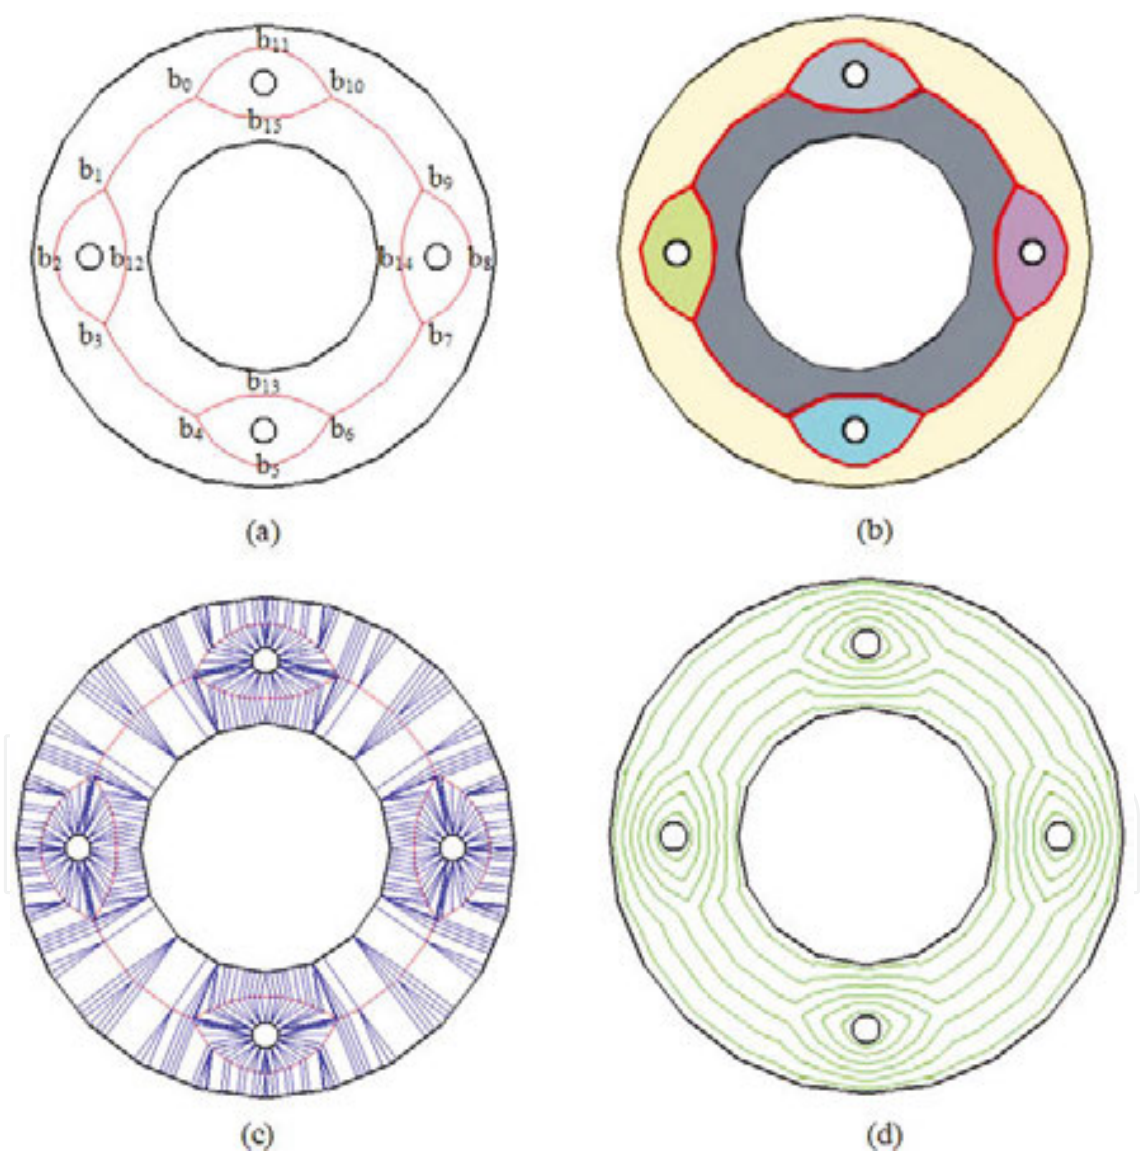 b₁₁
b₀ b₁₀
b₁₅
b₁ b₉
b₂ b₁₂ b₁₄ b₈
b₃ b₇
b₁₃
b₄ b₆
b₅
(a) (b)
(c) (d)